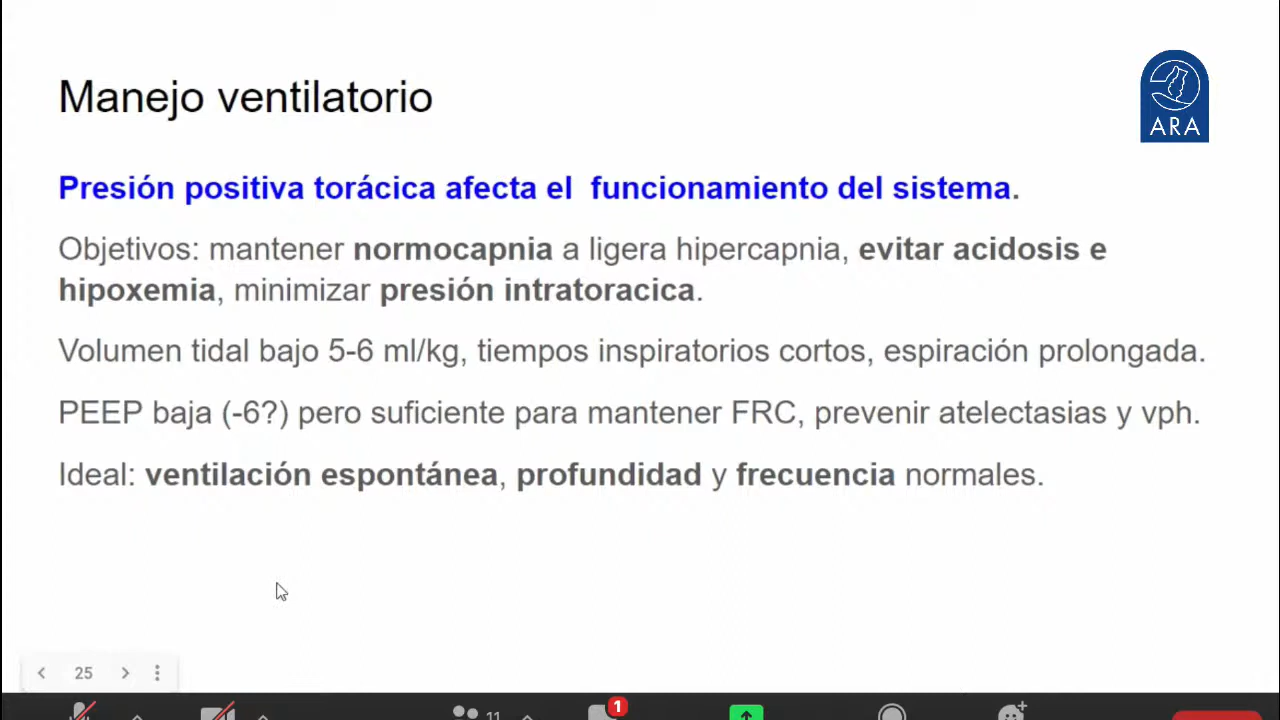 Manejo ventilatorio
ARA
Presión positiva torácica afecta el  funcionamiento del sistema.
Objetivos: mantener normocapnia a ligera hipercapnia, evitar acidosis e
hipoxemia, minimizar presión intratoracica.
Volumen tidal bajo 5-6 ml/kg, tiempos inspiratorios cortos, espiración prolongada.
PEEP baja (-6?) pero suficiente para mantener FRC, prevenir atelectasias y vph.
Ideal: ventilación espontánea, profundidad y frecuencia normales.
25
1
11